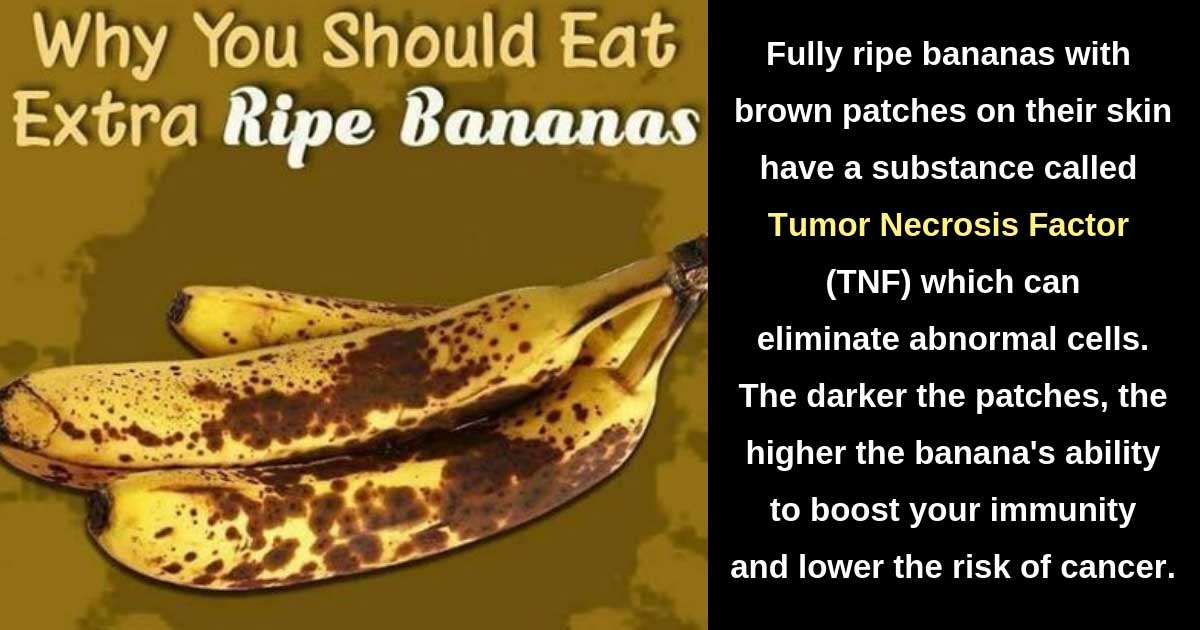 Why You Should Eat
Extra Ripe Bananas
Fully ripe bananas with
brown patches on their skin
have a substance called
Tumor Necrosis Factor
(TNF) which can
eliminate abnormal cells.
The darker the patches, the
higher the banana's ability
to boost your immunity
and lower the risk of cancer.